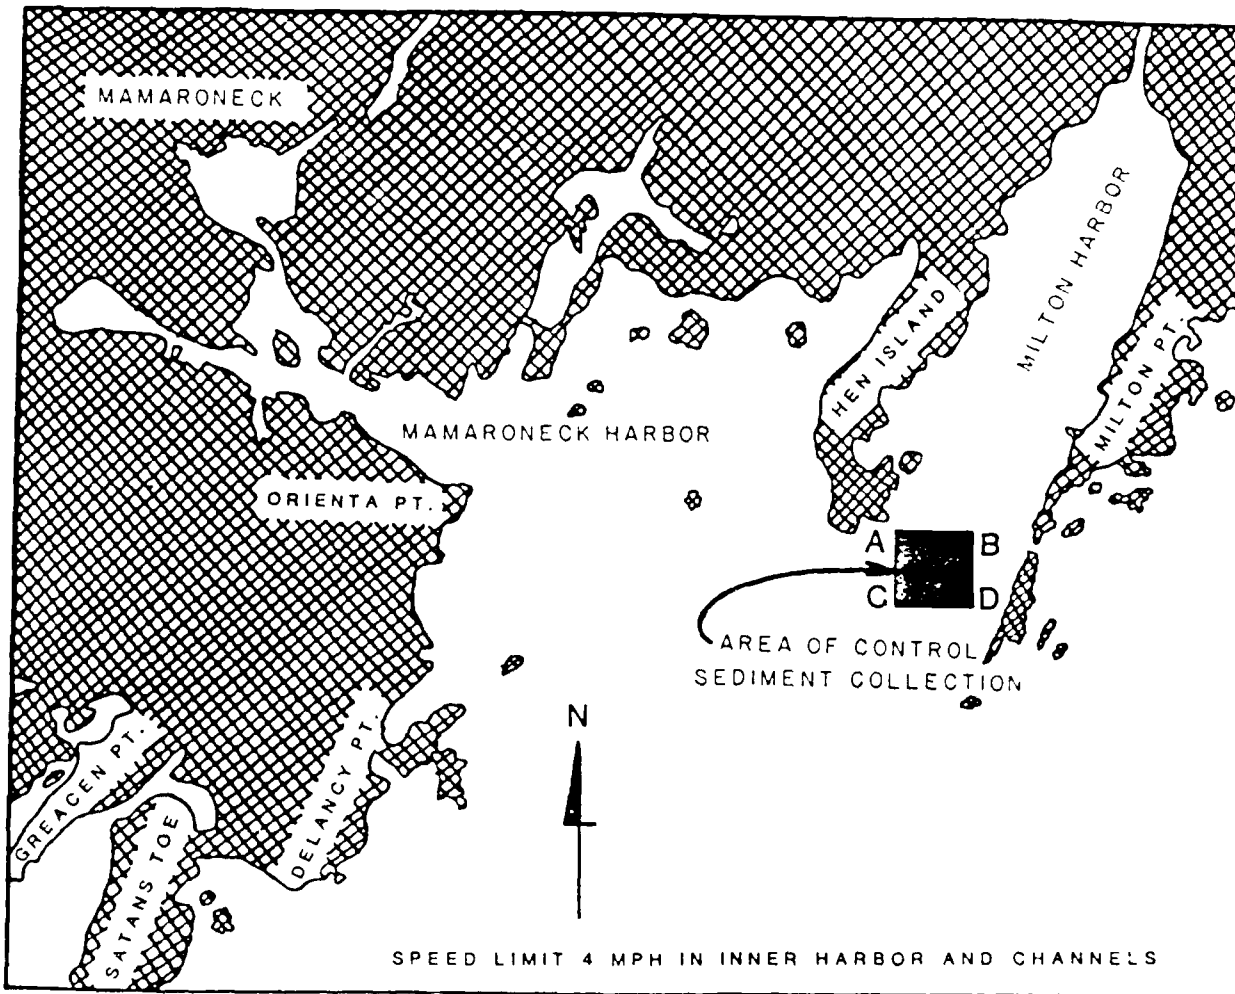 MAMARONECK
MILTON HARBOR
HEN ISLAND
MILTON PT.
MAMARONECK HARBOR
ORIENTA PT.
A
B
C
D
AREA OF CONTROL
SEDIMENT COLLECTION
N
DELANCY PT.
GREACEN PT.
SATANS TOE
SPEED LIMIT 4 MPH IN INNER HARBOR AND CHANNELS